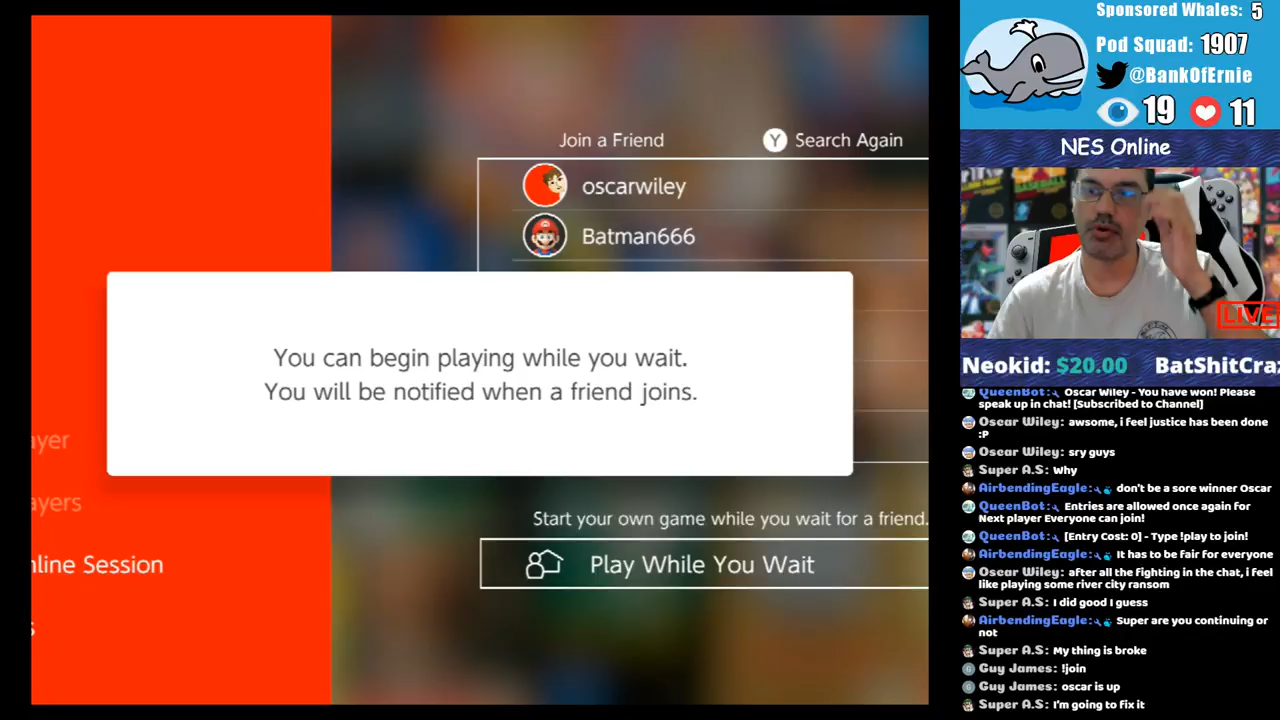 Join a Friend
Y Search Again
oscarwiley
Batman666
You can begin playing while you wait.
You will be notified when a friend joins.
ayer
ayers
nline Session
s
Start your own game while you wait for a friend.
Play While You Wait
Sponsored Whales: 5
Pod Squad: 1907
@BankOfErnie
19 11
NES Online
LIVE
Neokid: $20.00 BatShitCraz
QueenBot: Oscar Wiley - You have won! Please
speak up in chat! [Subscribed to Channel]
Oscar Wiley: awsome, i feel justice has been done
:P
Oscar Wiley: sry guys
Super A.S: Why
AirbendingEagle: don't be a sore winner Oscar
QueenBot: Entries are allowed once again for
Next player Everyone can join!
QueenBot: [Entry Cost: 0] - Type !play to join!
AirbendingEagle: It has to be fair for everyone
Oscar Wiley: after all the fighting in the chat, i feel
like playing some river city ransom
Super A.S: I did good I guess
AirbendingEagle: Super are you continuing or
not
Super A.S: My thing is broke
G Guy James: !join
G Guy James: oscar is up
Super A.S: I'm going to fix it